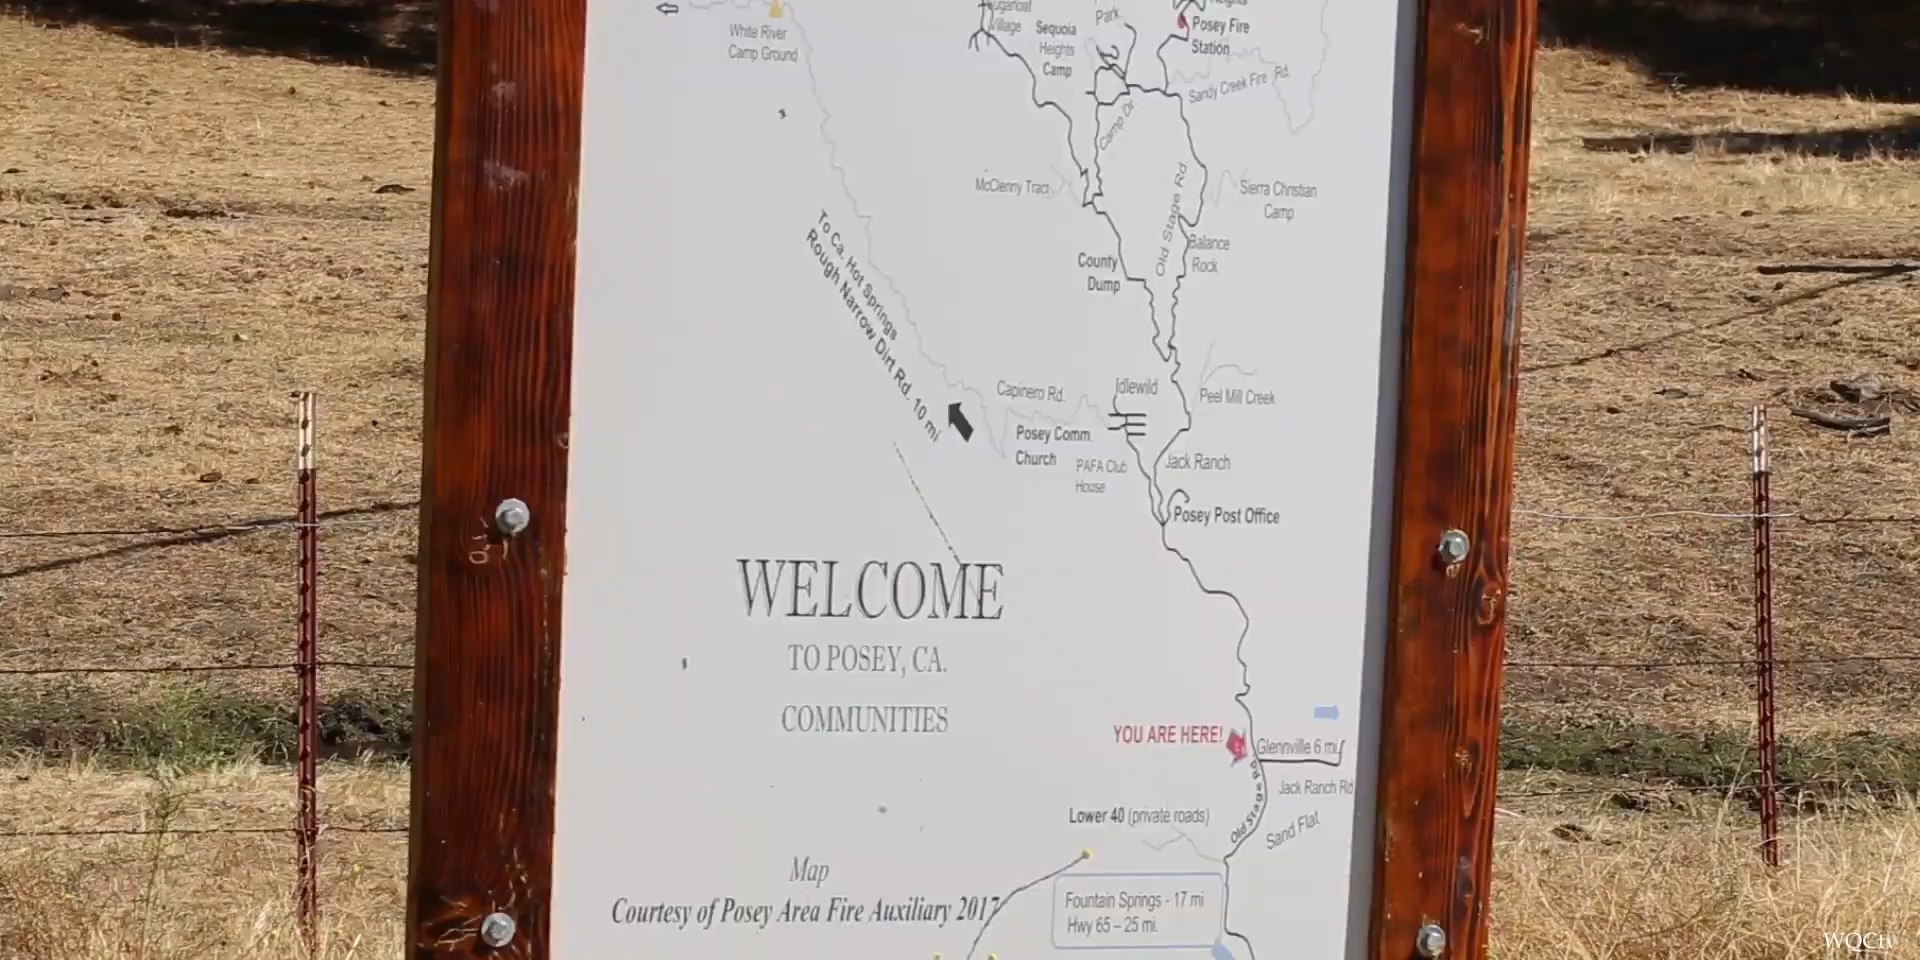 White River
Camp Ground
Village
Sequoia
Heights
Camp
Park
Posey Fire
Station
Sandy Creek Fire Rd.
Camp Dr.
McClenny Tract
Old Stage Rd
Sierra Christian
Camp
Balance
Rock
County
Dump
To Ca. Hot Springs
Rough Narrow Dirt Rd. 10 mi
Capinero Rd.
Idlewild
Peel Mill Creek
Posey Comm.
Church
PAFA Club
House
Jack Ranch
Posey Post Office
WELCOME
TO POSEY, CA.
COMMUNITIES
YOU ARE HERE!
Glennville 6 mi.
Jack Ranch Rd
Old Stage Rd
Sand Flat
Lower 40 (private roads)
Map
Courtesy of Posey Area Fire Auxiliary 2017
Fountain Springs - 17 mi
Hwy 65 – 25 mi.
WQCtv